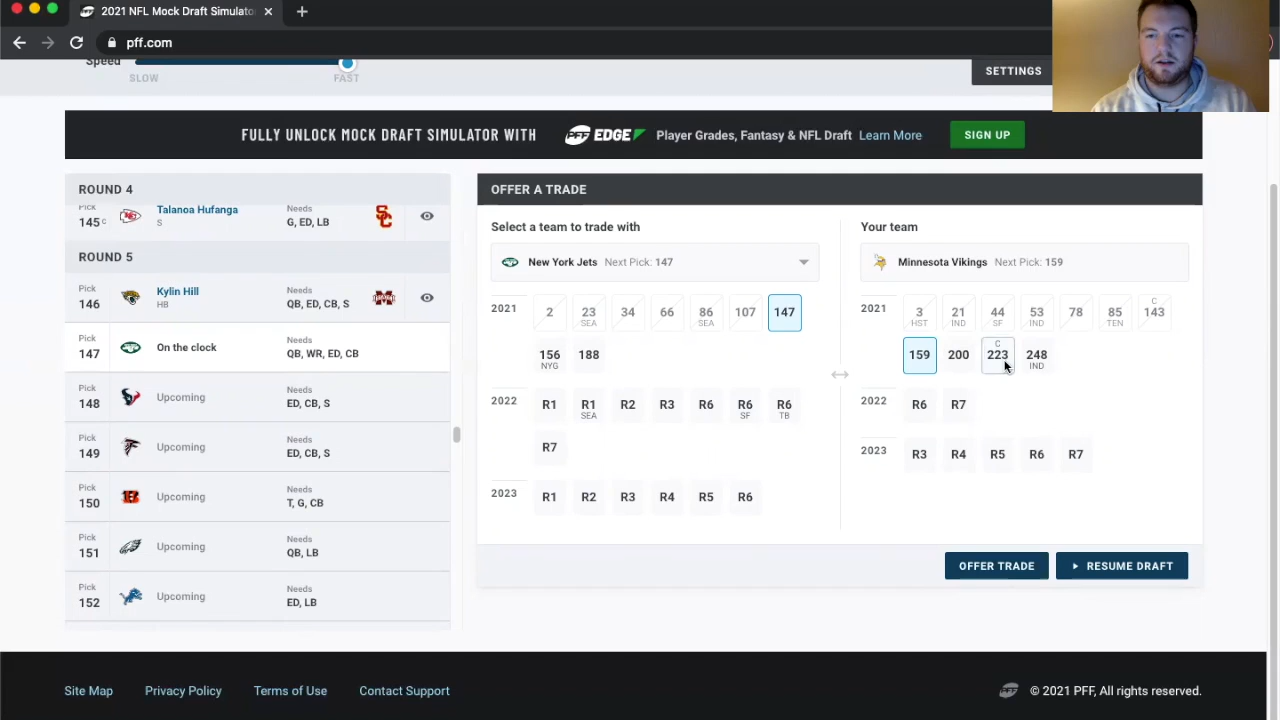 2021 NFL Mock Draft Simulato
pff.com
Speed
SLOW
FAST
SETTINGS
FULLY UNLOCK MOCK DRAFT SIMULATOR WITH PFF EDGE Player Grades, Fantasy & NFL Draft Learn More SIGN UP
ROUND 4
Pick 145 C Talanoa Hufanga S Needs G, ED, LB SC
ROUND 5
Pick 146 Kylin Hill HB Needs QB, ED, CB, S
Pick 147 On the clock Needs QB, WR, ED, CB
Pick 148 Upcoming Needs ED, CB, S
Pick 149 Upcoming Needs ED, CB, S
Pick 150 Upcoming Needs T, G, CB
Pick 151 Upcoming Needs QB, LB
Pick 152 Upcoming Needs ED, LB
OFFER A TRADE
Select a team to trade with
New York Jets Next Pick: 147
2021 2 23 SEA 34 66 86 SEA 107 147
156 NYG 188
2022 R1 R1 SEA R2 R3 R6 R6 SF R6 TB
R7
2023 R1 R2 R3 R4 R5 R6
Your team
Minnesota Vikings Next Pick: 159
2021 3 HST 21 IND 44 SF 53 IND 78 85 TEN C 143
159 200 C 223 248 IND
2022 R6 R7
2023 R3 R4 R5 R6 R7
OFFER TRADE
RESUME DRAFT
Site Map Privacy Policy Terms of Use Contact Support
© 2021 PFF, All rights reserved.